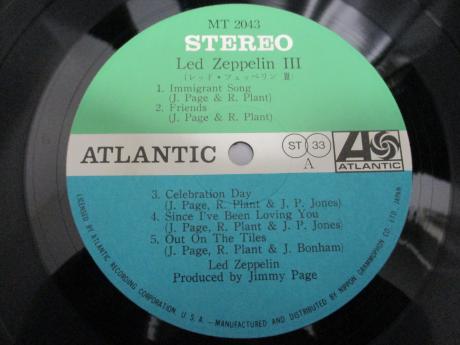 MT 2043
STEREO
Led Zeppelin III
(レッド・ツェッペリン Ⅲ)
1. Immigrant Song
(J. Page & R. Plant)
2. Friends
(J. Page & R. Plant)
ATLANTIC
ST 33
A
ATLANTIC
3. Celebration Day
(J. Page, R. Plant & J. P. Jones)
4. Since I've Been Loving You
(J. Page, R. Plant & J. P. Jones)
5. Out On The Tiles
(J. Page, R. Plant & J. Bonham)
Led Zeppelin
Produced by Jimmy Page
LICENSED BY ATLANTIC RECORDING CORPORATION, U.S.A.—MANUFACTURED AND DISTRIBUTED BY NIPPON GRAMMOPHON CO., LTD. JAPAN